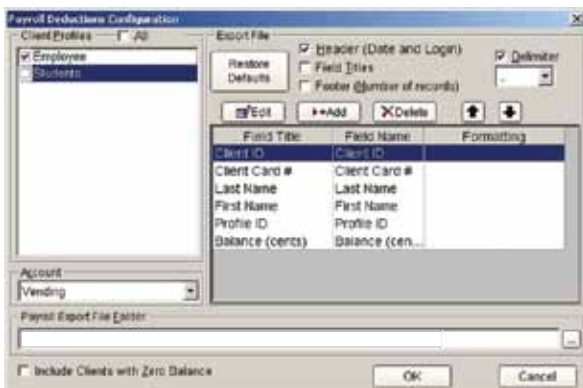 Payroll Deductions Configuration
Client Profiles
All
Employee
Students
Account
Vending
Export File
Restore Defaults
Header (Date and Login)
Field Titles
Footer (Number of records)
Delimiter
Edit
Add
Delete
Field Title Field Name Formatting
Client ID Client ID
Client Card # Client Card #
Last Name Last Name
First Name First Name
Profile ID Profile ID
Balance (cents) Balance (cen...
Payroll Export File Folder
...
Include Clients with Zero Balance
OK
Cancel